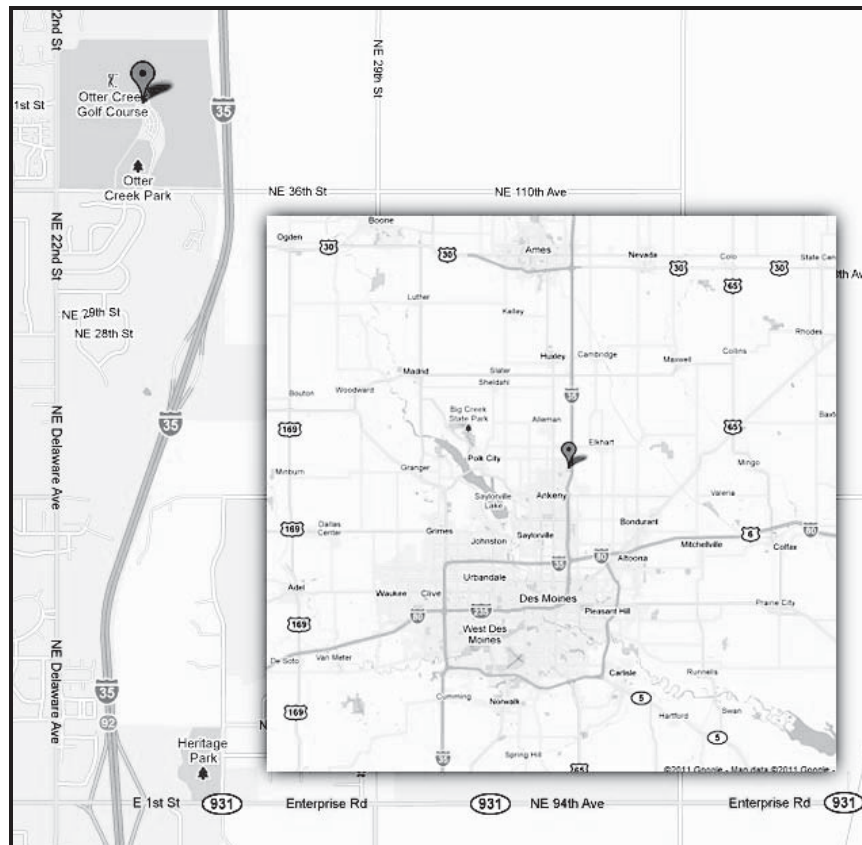 22nd St
1st St
Otter Creek
Golf Course
35
Otter
Creek Park
NE 29th St
NE 36th St
NE 110th Ave
NE 22nd St
NE 29th St
NE 28th St
35
NE Delaware Ave
NE Delaware Ave
35
92
Heritage
Park
E 1st St
931
Enterprise Rd
931
NE 94th Ave
Enterprise Rd
931
Boone
Ogden
30
30
Ames
Nevada
Colo
State Cen
30
30
65
Luther
Kelley
Rhodes
Huxley
Cambridge
Maxwell
Collins
Madrid
Slater
Sheldahl
Bouton
Woodward
35
Big Creek
State Park
Alleman
169
65
Elkhart
Polk City
Mingo
Minburn
Granger
Ankeny
Valeria
Saylorville
Lake
169
Dallas
Center
Grimes
Johnston
Saylorville
Bondurant
Mitchellville
6
80
Colfax
35
80
Altoona
Urbandale
Adel
Waukee
Clive
Des Moines
Prairie City
80
235
Pleasant Hill
169
West Des
Moines
De Soto
Van Meter
Carlisle
Runnells
Cumming
Norwalk
5
Hartford
Swan
169
5
Spring Hill
35
65
©2011 Google - Map data ©2011 Google -